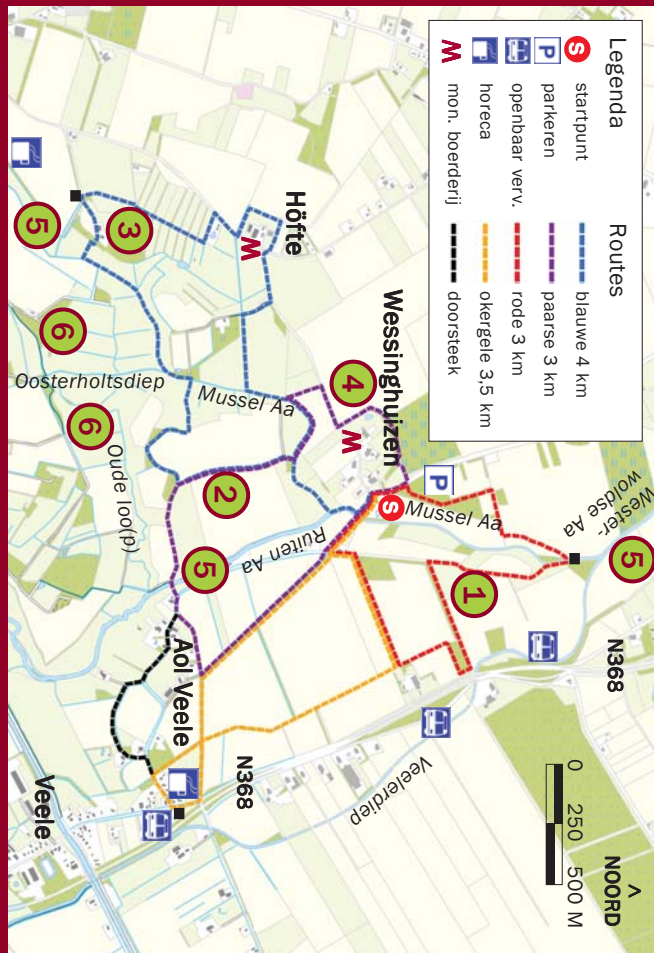 Legenda
S startpunt
P parkeren
openbaar verv.
horeca
mon. boerderij
Routes
blauwe 4 km
paarse 3 km
rode 3 km
okergele 3,5 km
doorsteek
^
NOORD
0 250 500 M
N368
Wester-
woldse Aa
5
1
Mussel Aa
P
S
Wessinghuizen
4
Höfte
3
5
Mussel Aa
2
Ruiten Aa
5
6
Oosterholtsdiep
6
Oude loo(p)
Veelerdiep
N368
Aol Veele
Veele